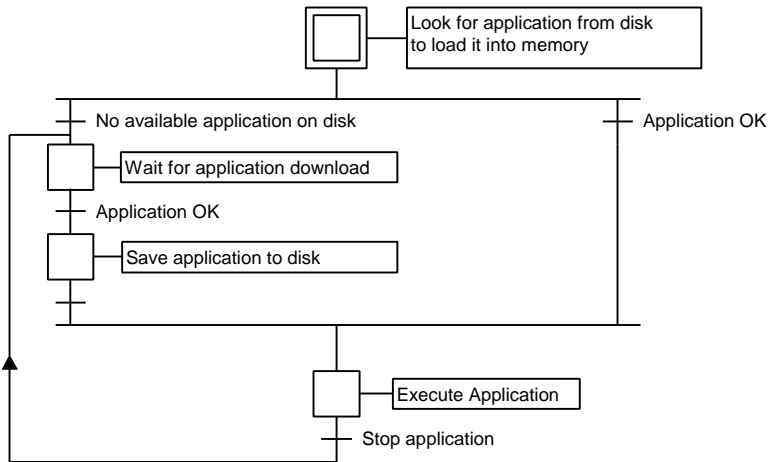 Look for application from disk
to load it into memory
No available application on disk
Application OK
Wait for application download
Application OK
Save application to disk
Execute Application
Stop application